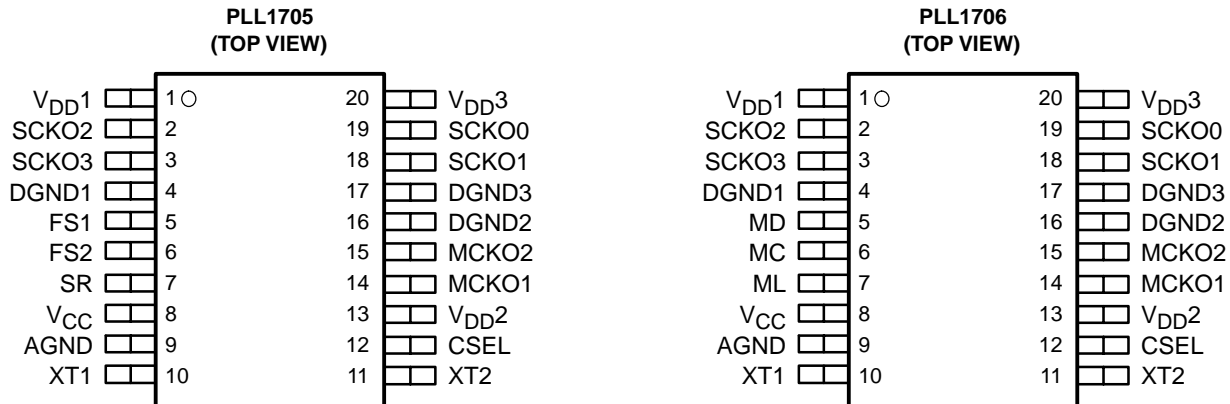 PLL1705
(TOP VIEW)
VDD1 1 20 VDD3
SCKO2 2 19 SCKO0
SCKO3 3 18 SCKO1
DGND1 4 17 DGND3
FS1 5 16 DGND2
FS2 6 15 MCKO2
SR 7 14 MCKO1
VCC 8 13 VDD2
AGND 9 12 CSEL
XT1 10 11 XT2
PLL1706
(TOP VIEW)
VDD1 1 20 VDD3
SCKO2 2 19 SCKO0
SCKO3 3 18 SCKO1
DGND1 4 17 DGND3
MD 5 16 DGND2
MC 6 15 MCKO2
ML 7 14 MCKO1
VCC 8 13 VDD2
AGND 9 12 CSEL
XT1 10 11 XT2